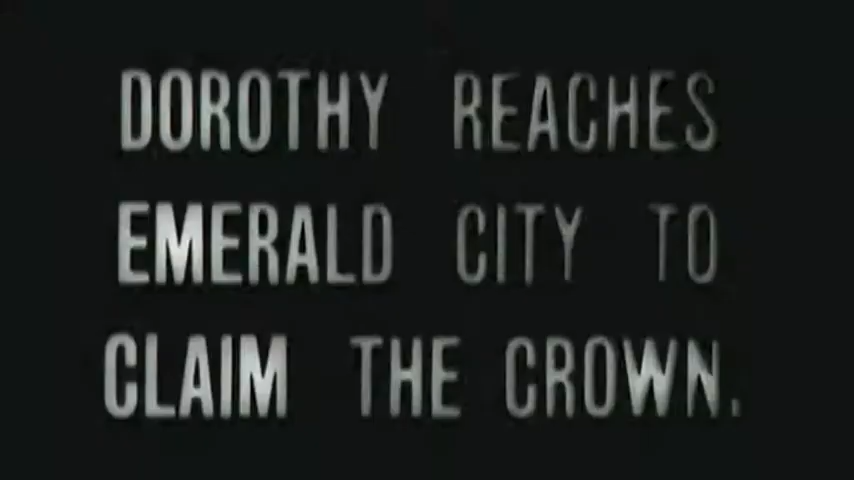 DOROTHY REACHES
EMERALD CITY TO
CLAIM THE CROWN.